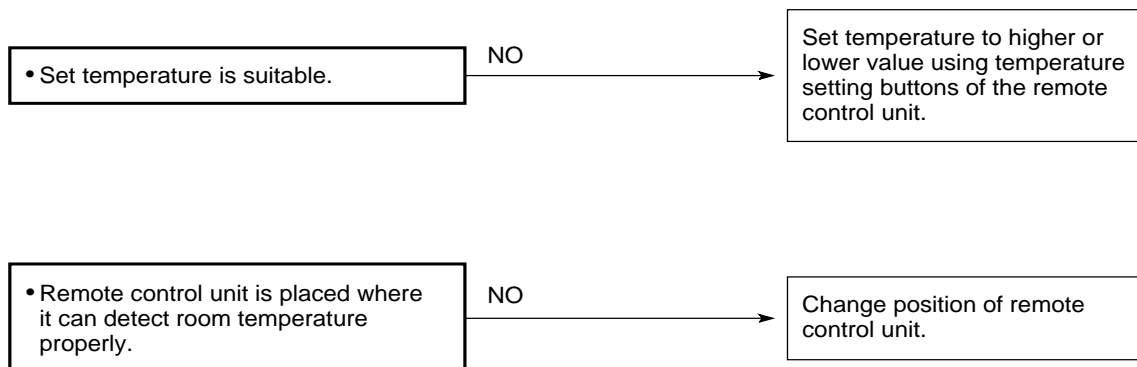 • Set temperature is suitable.
NO
Set temperature to higher or
lower value using temperature
setting buttons of the remote
control unit.
• Remote control unit is placed where
it can detect room temperature
properly.
NO
Change position of remote
control unit.